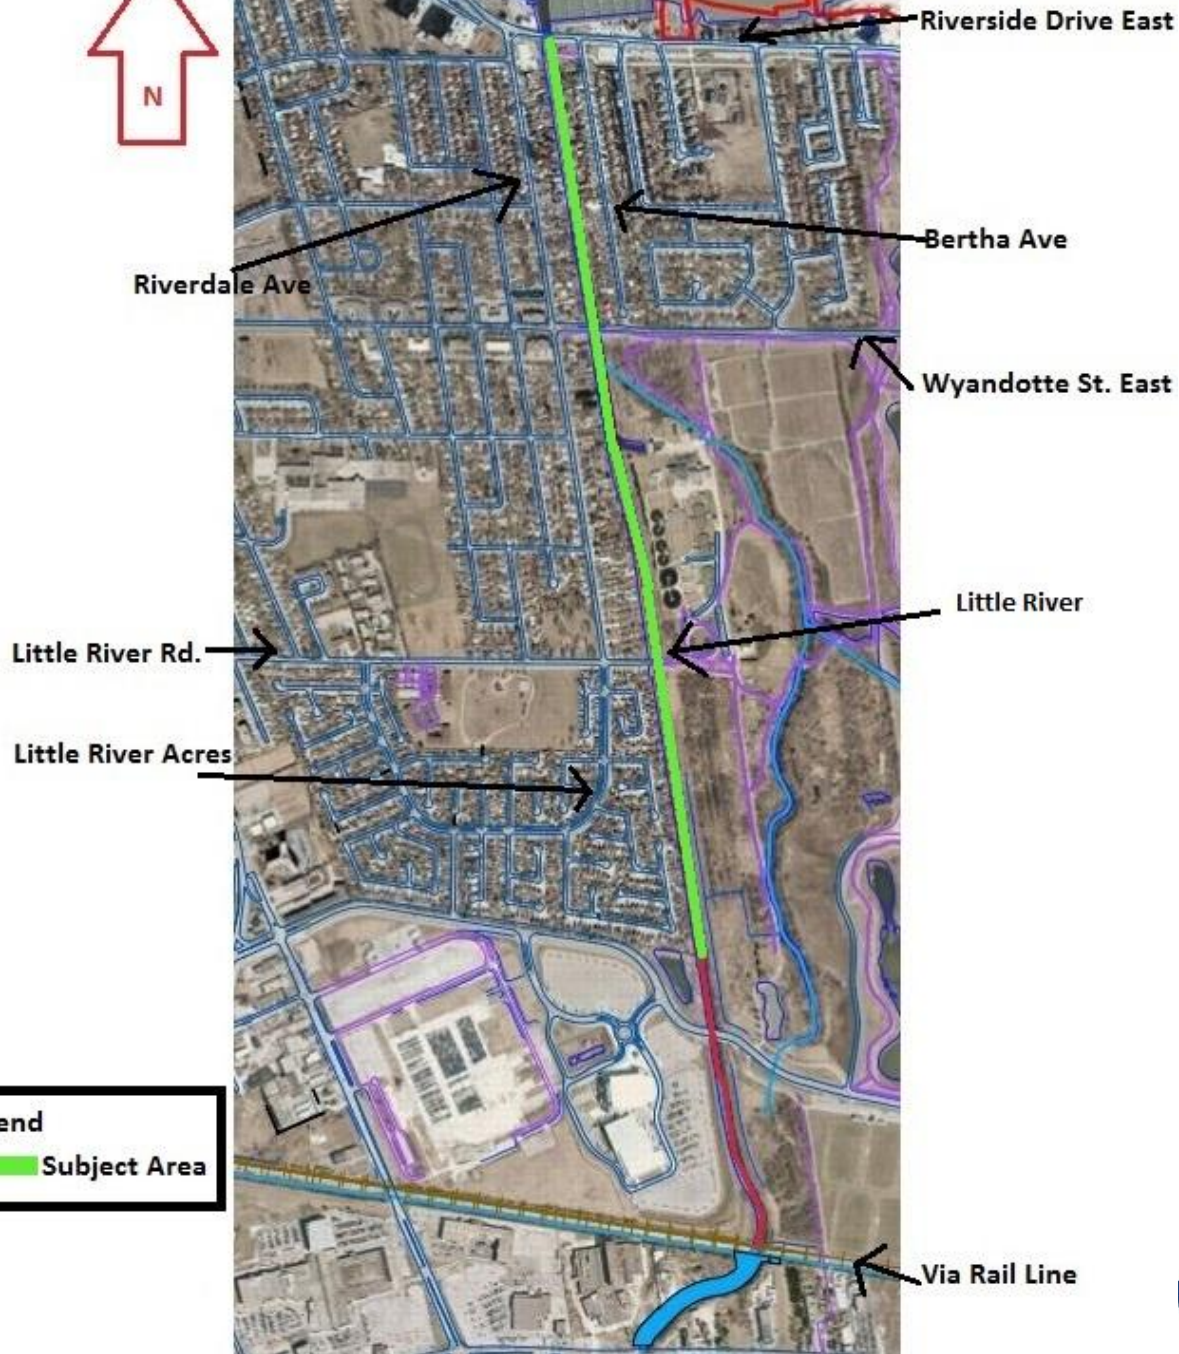 Riverside Drive East
N
Bertha Ave
Riverdale Ave
Wyandotte St. East
Little River
Little River Rd.
Little River Acres
end
Subject Area
Via Rail Line